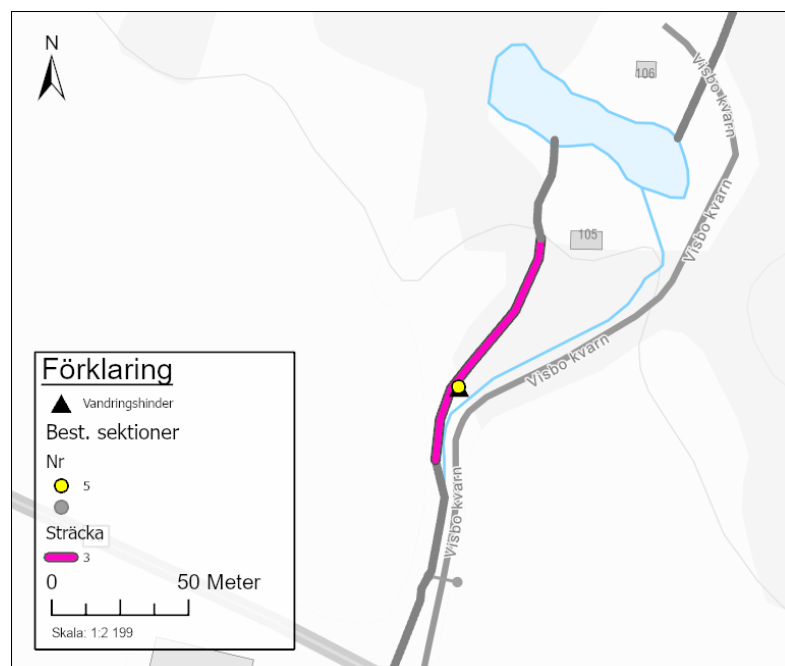 N
106
Visbo kvarn
Visbo kvarn
105
Visbo kvarn
Visbo kvarn
Förklaring
Vandringshinder
Best. sektioner
Nr
5
Sträcka
3
0 50 Meter
Skala: 1:2 199